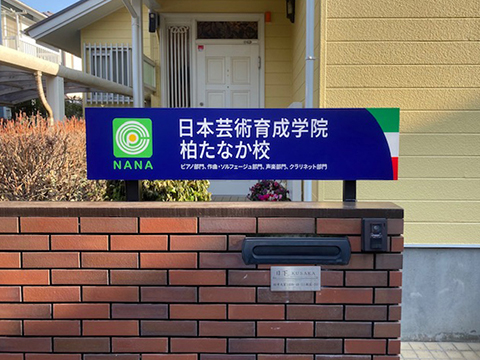 日本芸術育成学院
柏たなか校
NANA
ピアノ部門、作曲・ソルフェージュ部門、声楽部門、クラリネット部門